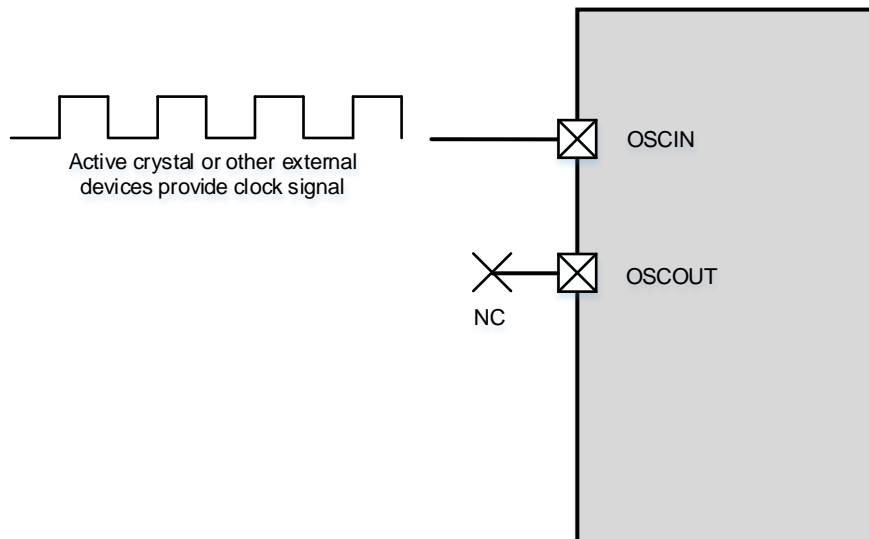 OSCIN
Active crystal or other external
devices provide clock signal
OSCOUT
NC